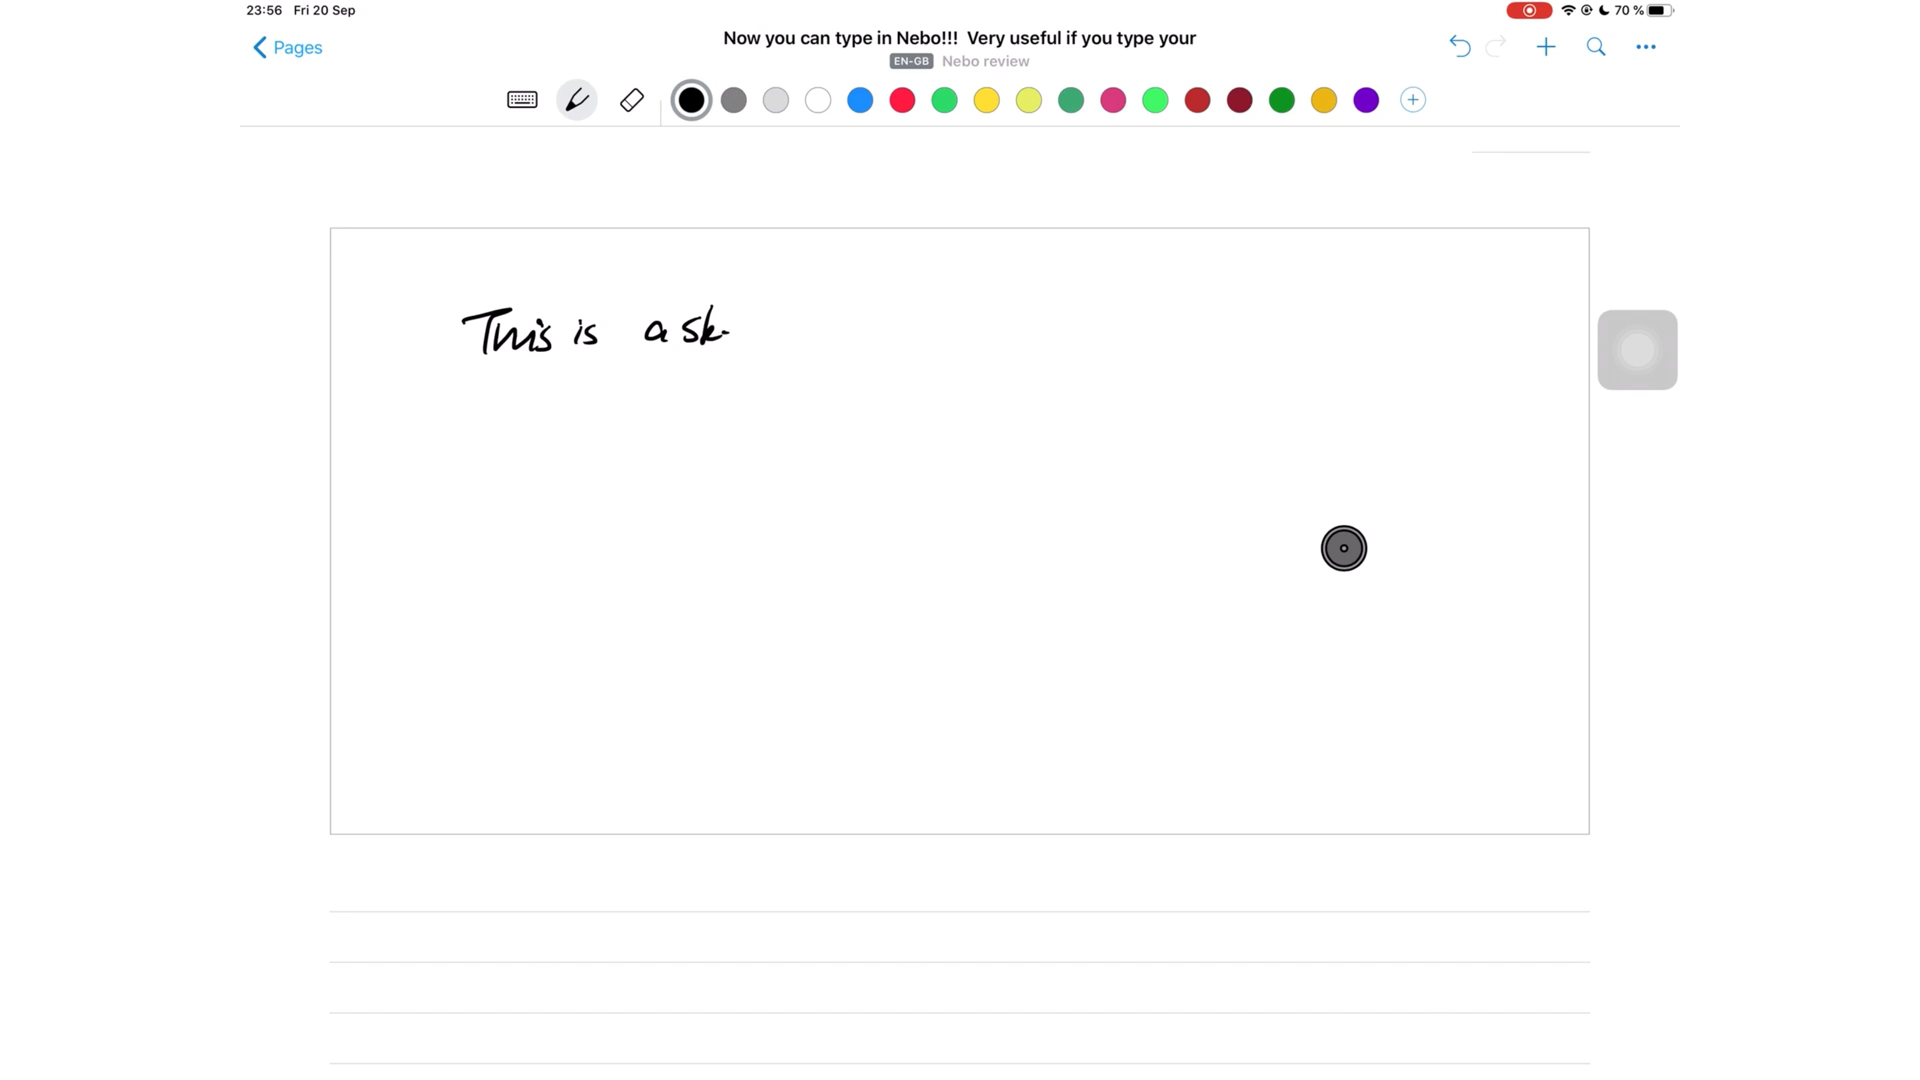 23:56 Fri 20 Sep 70 %
Pages
Now you can type in Nebo!!! Very useful if you type your
EN-GB Nebo review
This is a sk